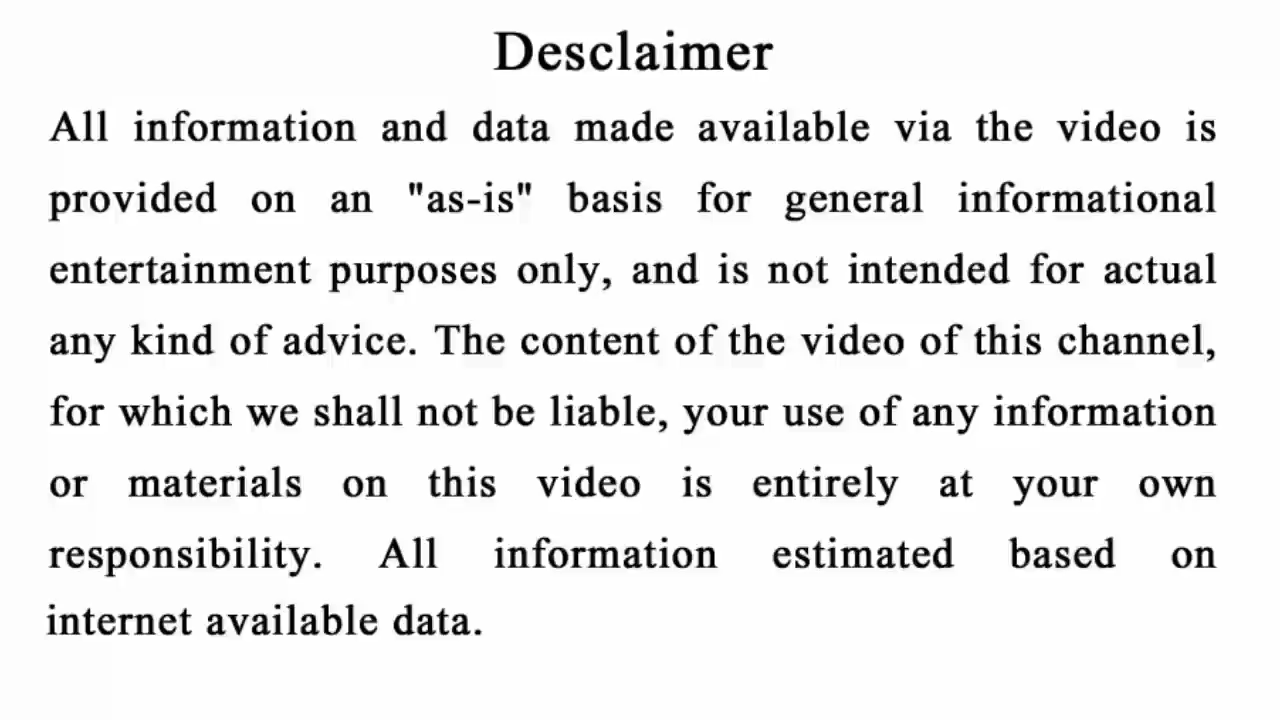 Desclaimer
All information and data made available via the video is
provided on an "as-is" basis for general informational
entertainment purposes only, and is not intended for actual
any kind of advice. The content of the video of this channel,
for which we shall not be liable, your use of any information
or materials on this video is entirely at your own
responsibility. All information estimated based on
internet available data.